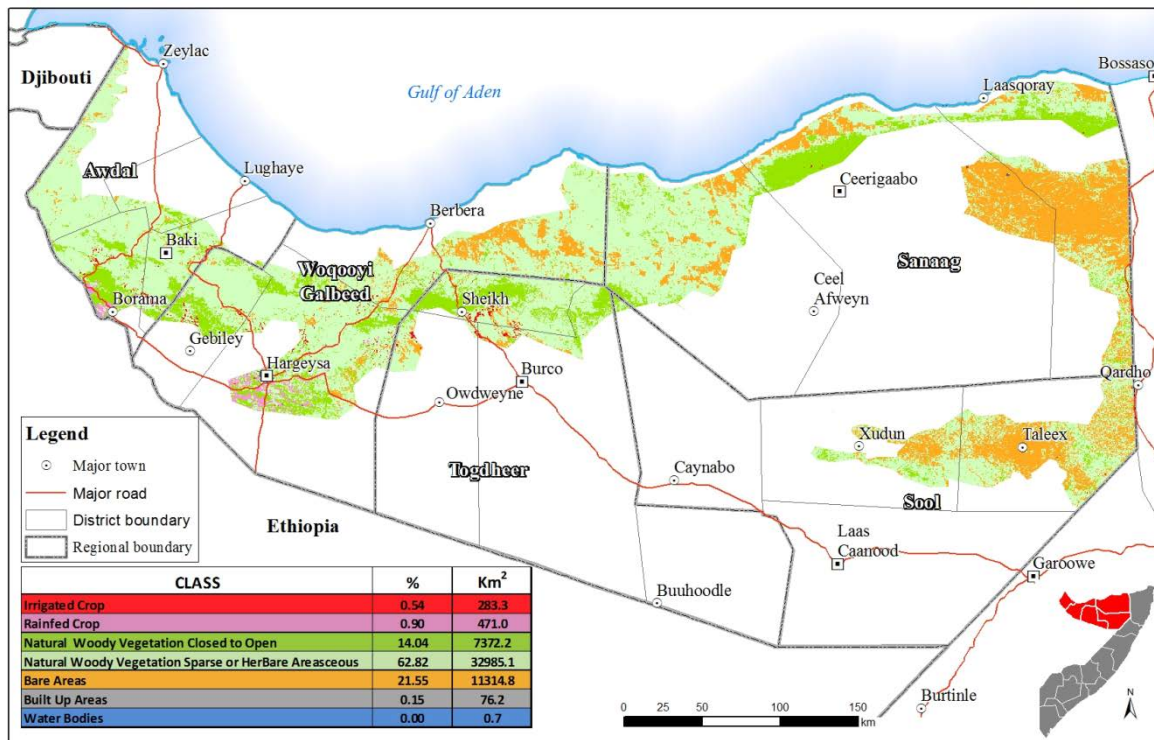 Zeylac
Djibouti
Bossaso
Gulf of Aden
Laasqoray
Awdal
Lughaye
Ceerigaabo
Berbera
Baki
Woqooyi
Galbeed
Sanaag
Ceel
Afweyn
Borama
Sheikh
Gebiley
Hargeysa
Burco
Qardho
Owdweyne
Xudun
Taleex
Legend
Major town
Major road
District boundary
Regional boundary
Togdheer
Caynabo
Sool
Ethiopia
Laas
Caanood
Garoowe
Buuhoodle
CLASS % Km²
Irrigated Crop 0.54 283.3
Rainfed Crop 0.90 471.0
Natural Woody Vegetation Closed to Open 14.04 7372.2
Natural Woody Vegetation Sparse or HerBare Areasceous 62.82 32985.1
Bare Areas 21.55 11314.8
Built Up Areas 0.15 76.2
Water Bodies 0.00 0.7
Burtinle
N
0 50 100 150
km